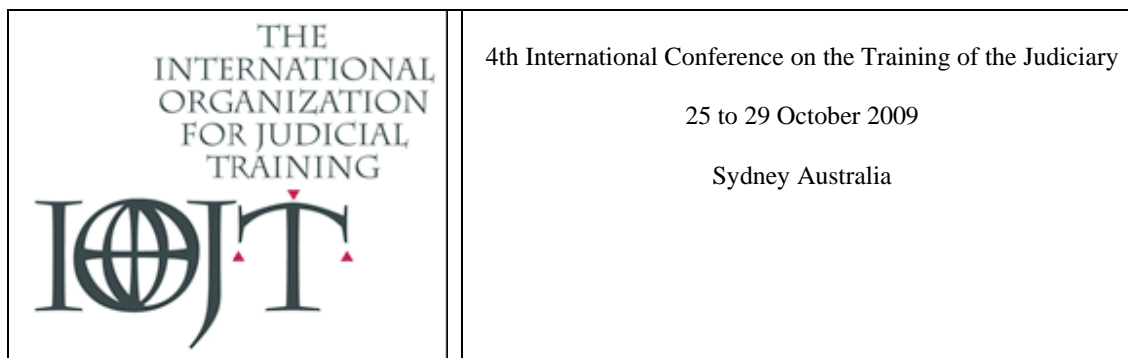 THE
INTERNATIONAL
ORGANIZATION
FOR JUDICIAL
TRAINING
IOJT
4th International Conference on the Training of the Judiciary
25 to 29 October 2009
Sydney Australia